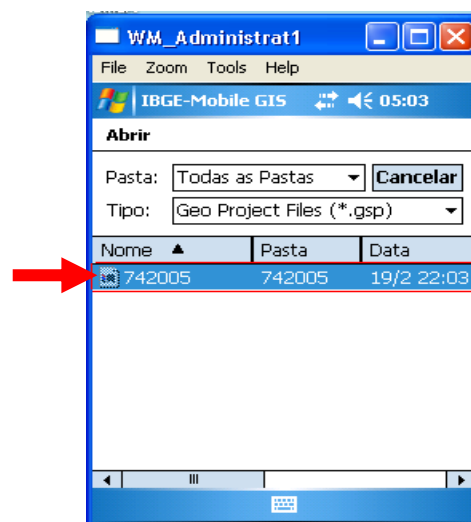 WM_Administrat1
File Zoom Tools Help
IBGE-Mobile GIS 05:03
Abrir
Pasta: Todas as Pastas Cancelar
Tipo: Geo Project Files (*.gsp)
Nome Pasta Data
742005 742005 19/2 22:03